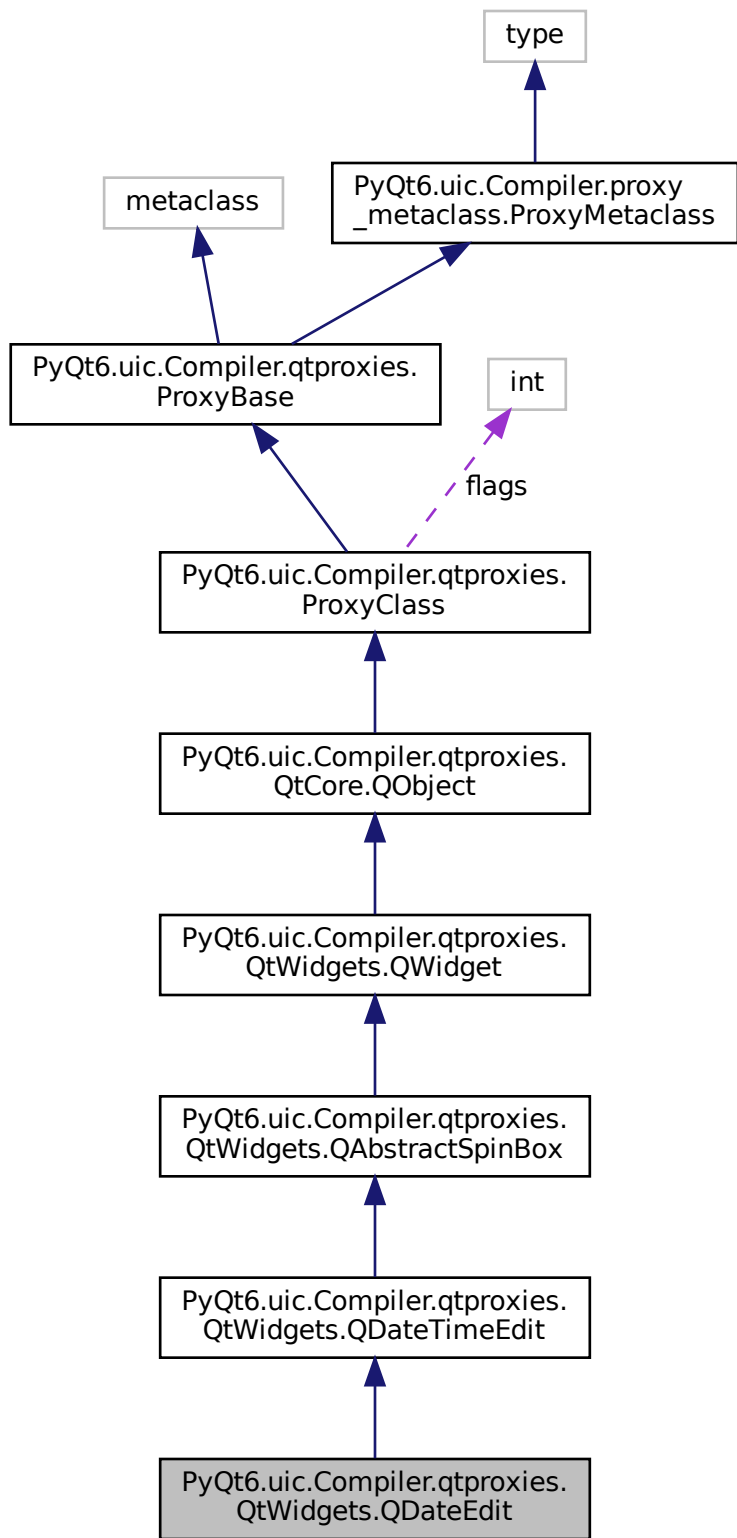 type
PyQt6.uic.Compiler.proxy
_metaclass.ProxyMetaclass
metaclass
PyQt6.uic.Compiler.qtproxies.
ProxyBase
int
flags
PyQt6.uic.Compiler.qtproxies.
ProxyClass
PyQt6.uic.Compiler.qtproxies.
QtCore.QObject
PyQt6.uic.Compiler.qtproxies.
QtWidgets.QWidget
PyQt6.uic.Compiler.qtproxies.
QtWidgets.QAbstractSpinBox
PyQt6.uic.Compiler.qtproxies.
QtWidgets.QDateTimeEdit
PyQt6.uic.Compiler.qtproxies.
QtWidgets.QDateEdit